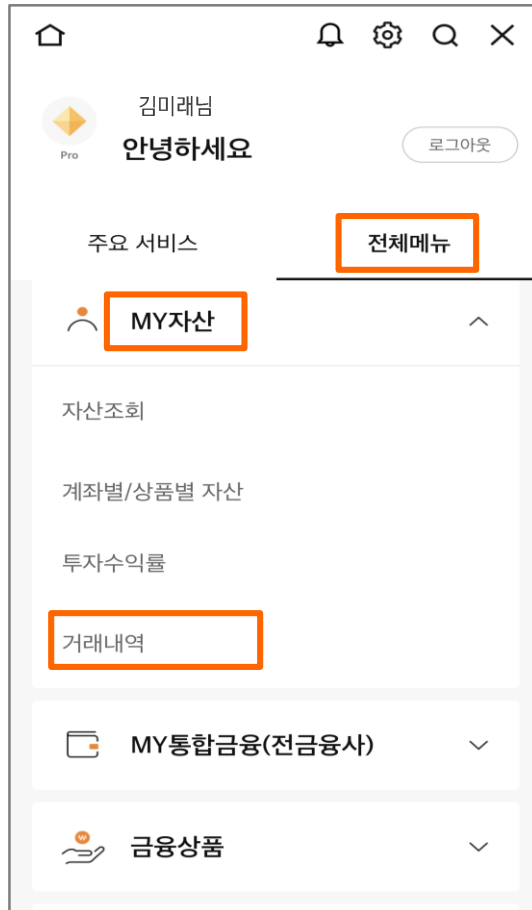 김미래님
Pro
안녕하세요
로그아웃
주요 서비스
전체메뉴
MY자산
자산조회
계좌별/상품별 자산
투자수익률
거래내역
MY통합금융(전금융사)
W
금융상품